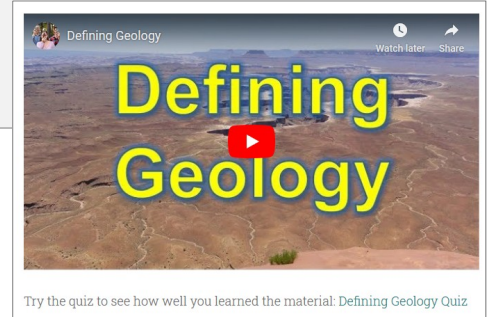 Defining Geology
Watch later
Share
Defining
Geology
Try the quiz to see how well you learned the material: Defining Geology Quiz